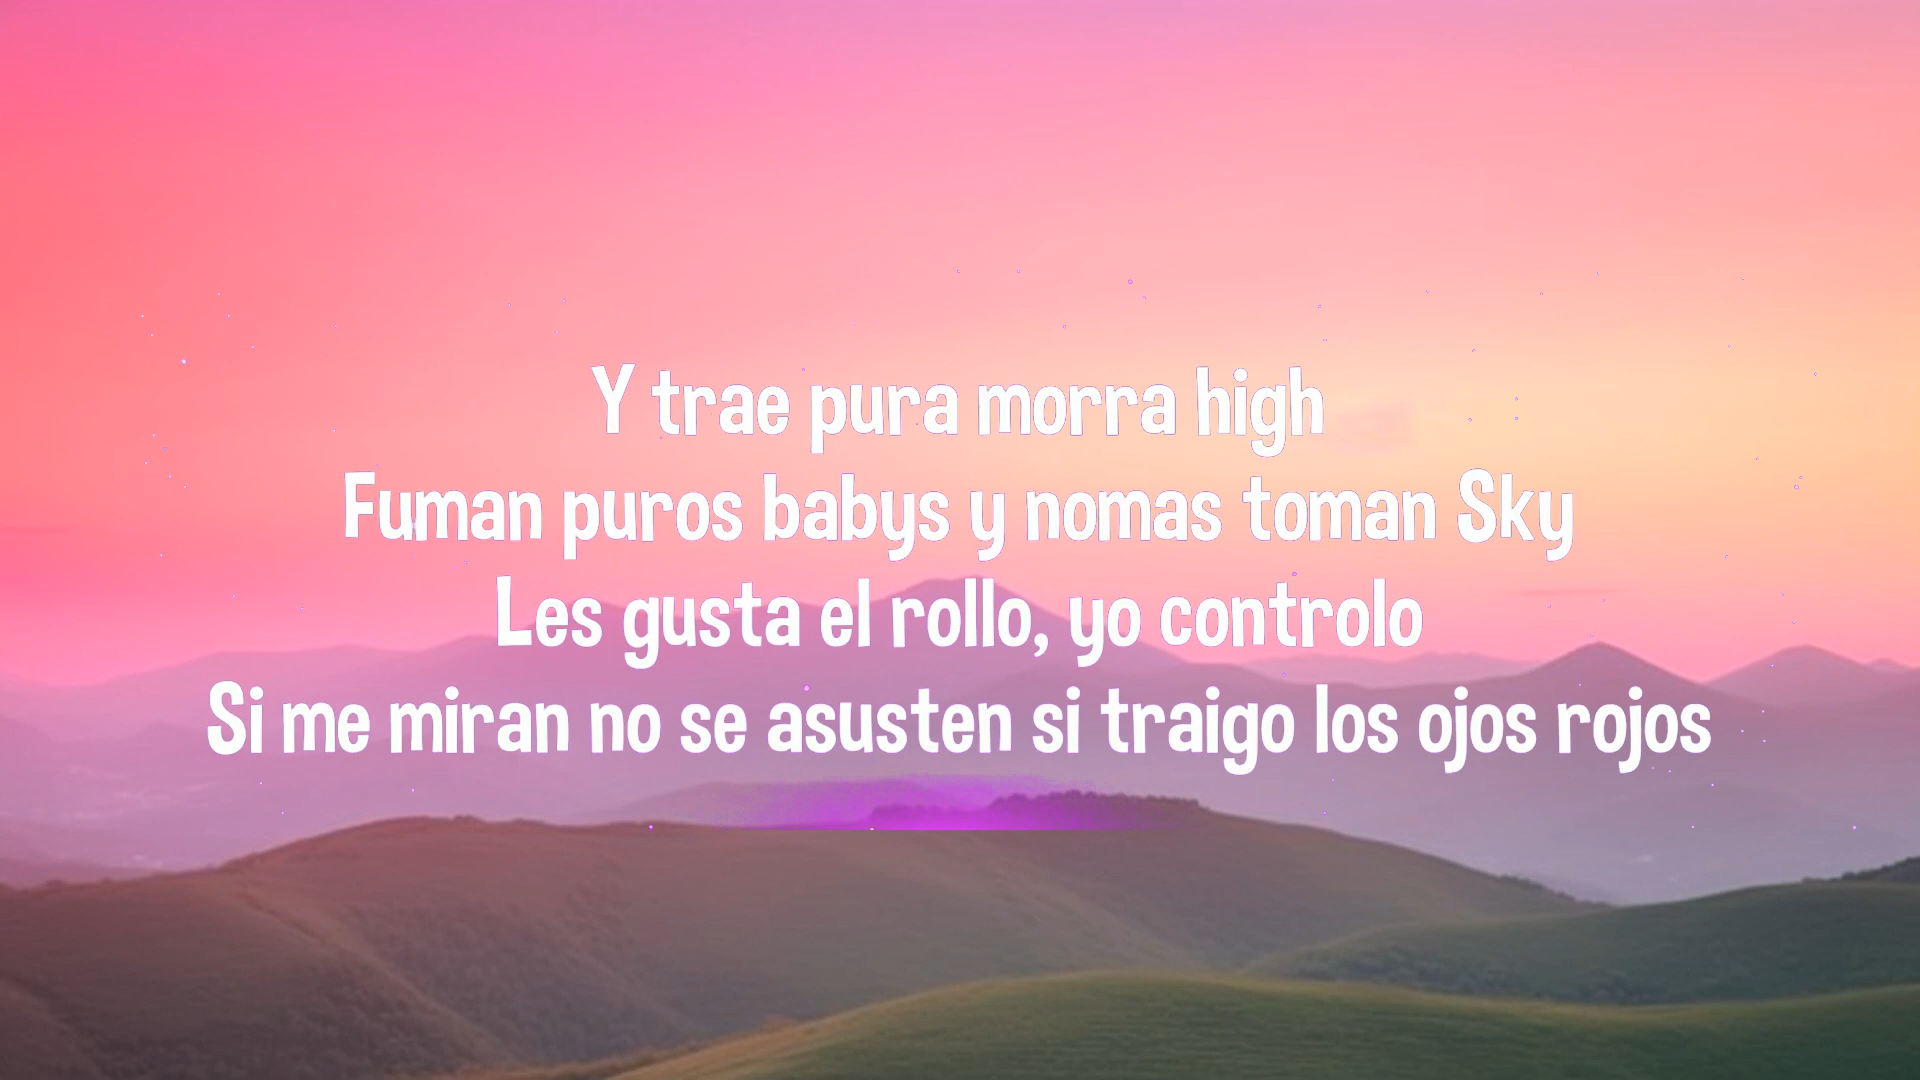 Y trae pura morra high
Fuman puros babys y nomas toman Sky
Les gusta el rollo, yo controlo
Si me miran no se asusten si traigo los ojos rojos